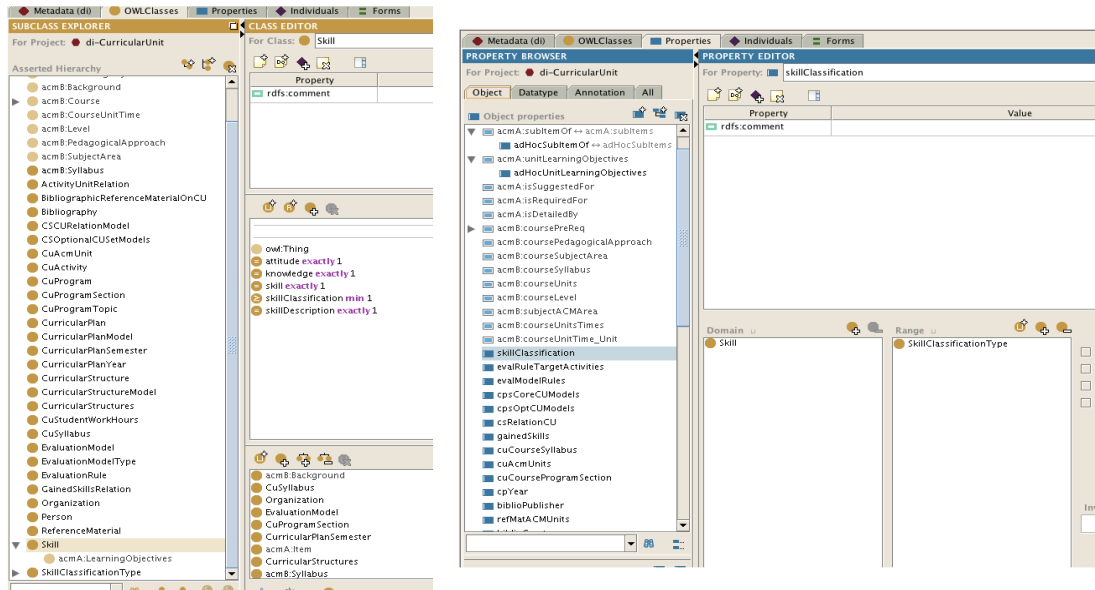 Metadata (di) OWLClasses Properties Individuals Forms
SUBCLASS EXPLORER
For Project: di-CurricularUnit
Asserted Hierarchy
acmB:Background
acmB:Course
acmB:CourseUnitTime
acmB:Level
acmB:PedagogicalApproach
acmB:SubjectArea
acmB:Syllabus
ActivityUnitRelation
BibliographicReferenceMaterialOnCU
Bibliography
CSCURelationModel
CSOptionalCUSetModels
CuAcmUnit
CuActivity
CuProgram
CuProgramSection
CuProgramTopic
CurricularPlan
CurricularPlanModel
CurricularPlanSemester
CurricularPlanYear
CurricularStructure
CurricularStructureModel
CurricularStructures
CuStudentWorkHours
CuSyllabus
EvaluationModel
EvaluationModelType
EvaluationRule
GainedSkillsRelation
Organization
Person
ReferenceMaterial
Skill
acmA:LearningObjectives
SkillClassificationType
CLASS EDITOR
For Class: Skill
Property
rdfs:comment
owl:Thing
attitude exactly 1
knowledge exactly 1
skill exactly 1
skillClassification min 1
skillDescription exactly 1
acmB:Background
CuSyllabus
Organization
EvaluationModel
CuProgramSection
CurricularPlanSemester
acmA:Item
CurricularStructures
acmB:Syllabus
Metadata (di) OWLClasses Properties Individuals Forms
PROPERTY BROWSER
For Project: di-CurricularUnit
Object Datatype Annotation All
Object properties
acmA:subItemOf ↔ acmA:subItems
adHocSubItemOf ↔ adHocSubItems
acmA:unitLearningObjectives
adHocUnitLearningObjectives
acmA:isSuggestedFor
acmA:isRequiredFor
acmA:isDetailedBy
acmB:coursePreReq
acmB:coursePedagogicalApproach
acmB:courseSubjectArea
acmB:courseSyllabus
acmB:courseUnits
acmB:courseLevel
acmB:subjectACMArea
acmB:courseUnitsTimes
acmB:courseUnitTime_Unit
skillClassification
evalRuleTargetActivities
evalModelRules
cpsCoreCUModels
cpsOptCUModels
csRelationCU
gainedSkills
cuCourseSyllabus
cuAcmUnits
cuCourseProgramSection
cpYear
biblioPublisher
refMatACMUnits
PROPERTY EDITOR
For Property: skillClassification
Property Value
rdfs:comment
Domain
Skill
Range
SkillClassificationType